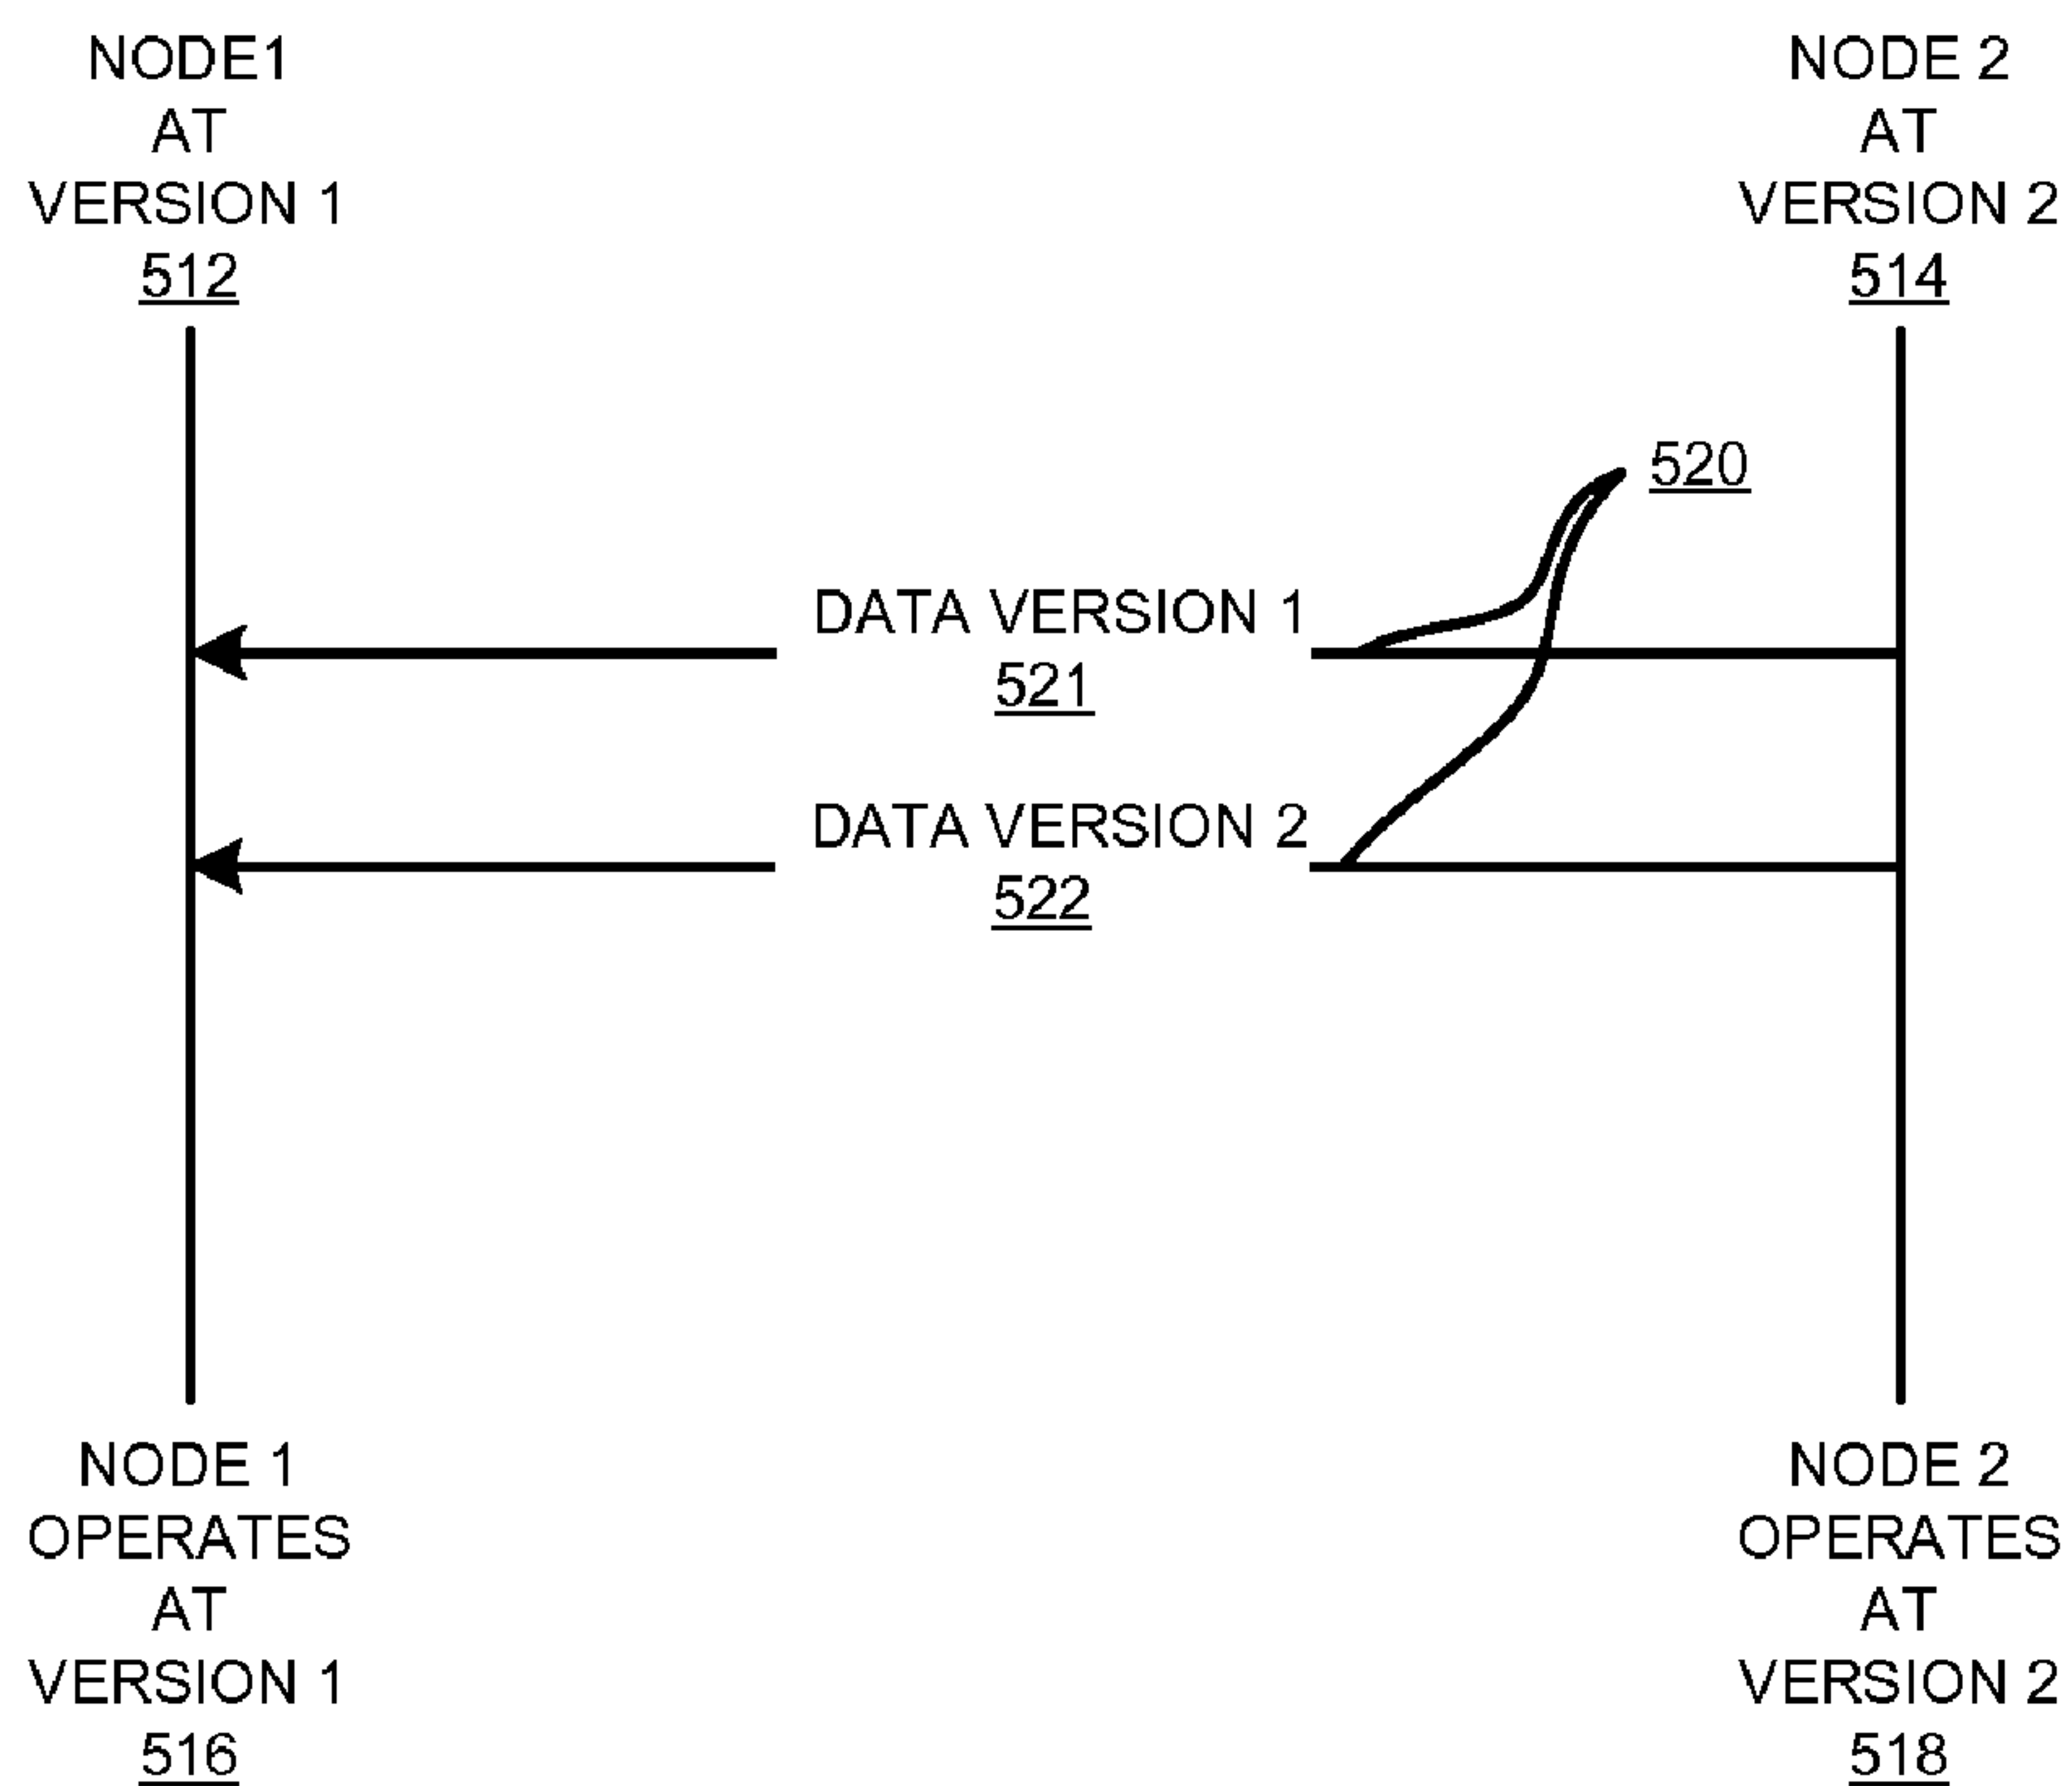 NODE1
AT
VERSION 1
512
NODE 2
AT
VERSION 2
514
520
DATA VERSION 1
521
DATA VERSION 2
522
NODE 1
OPERATES
AT
VERSION 1
516
NODE 2
OPERATES
AT
VERSION 2
518